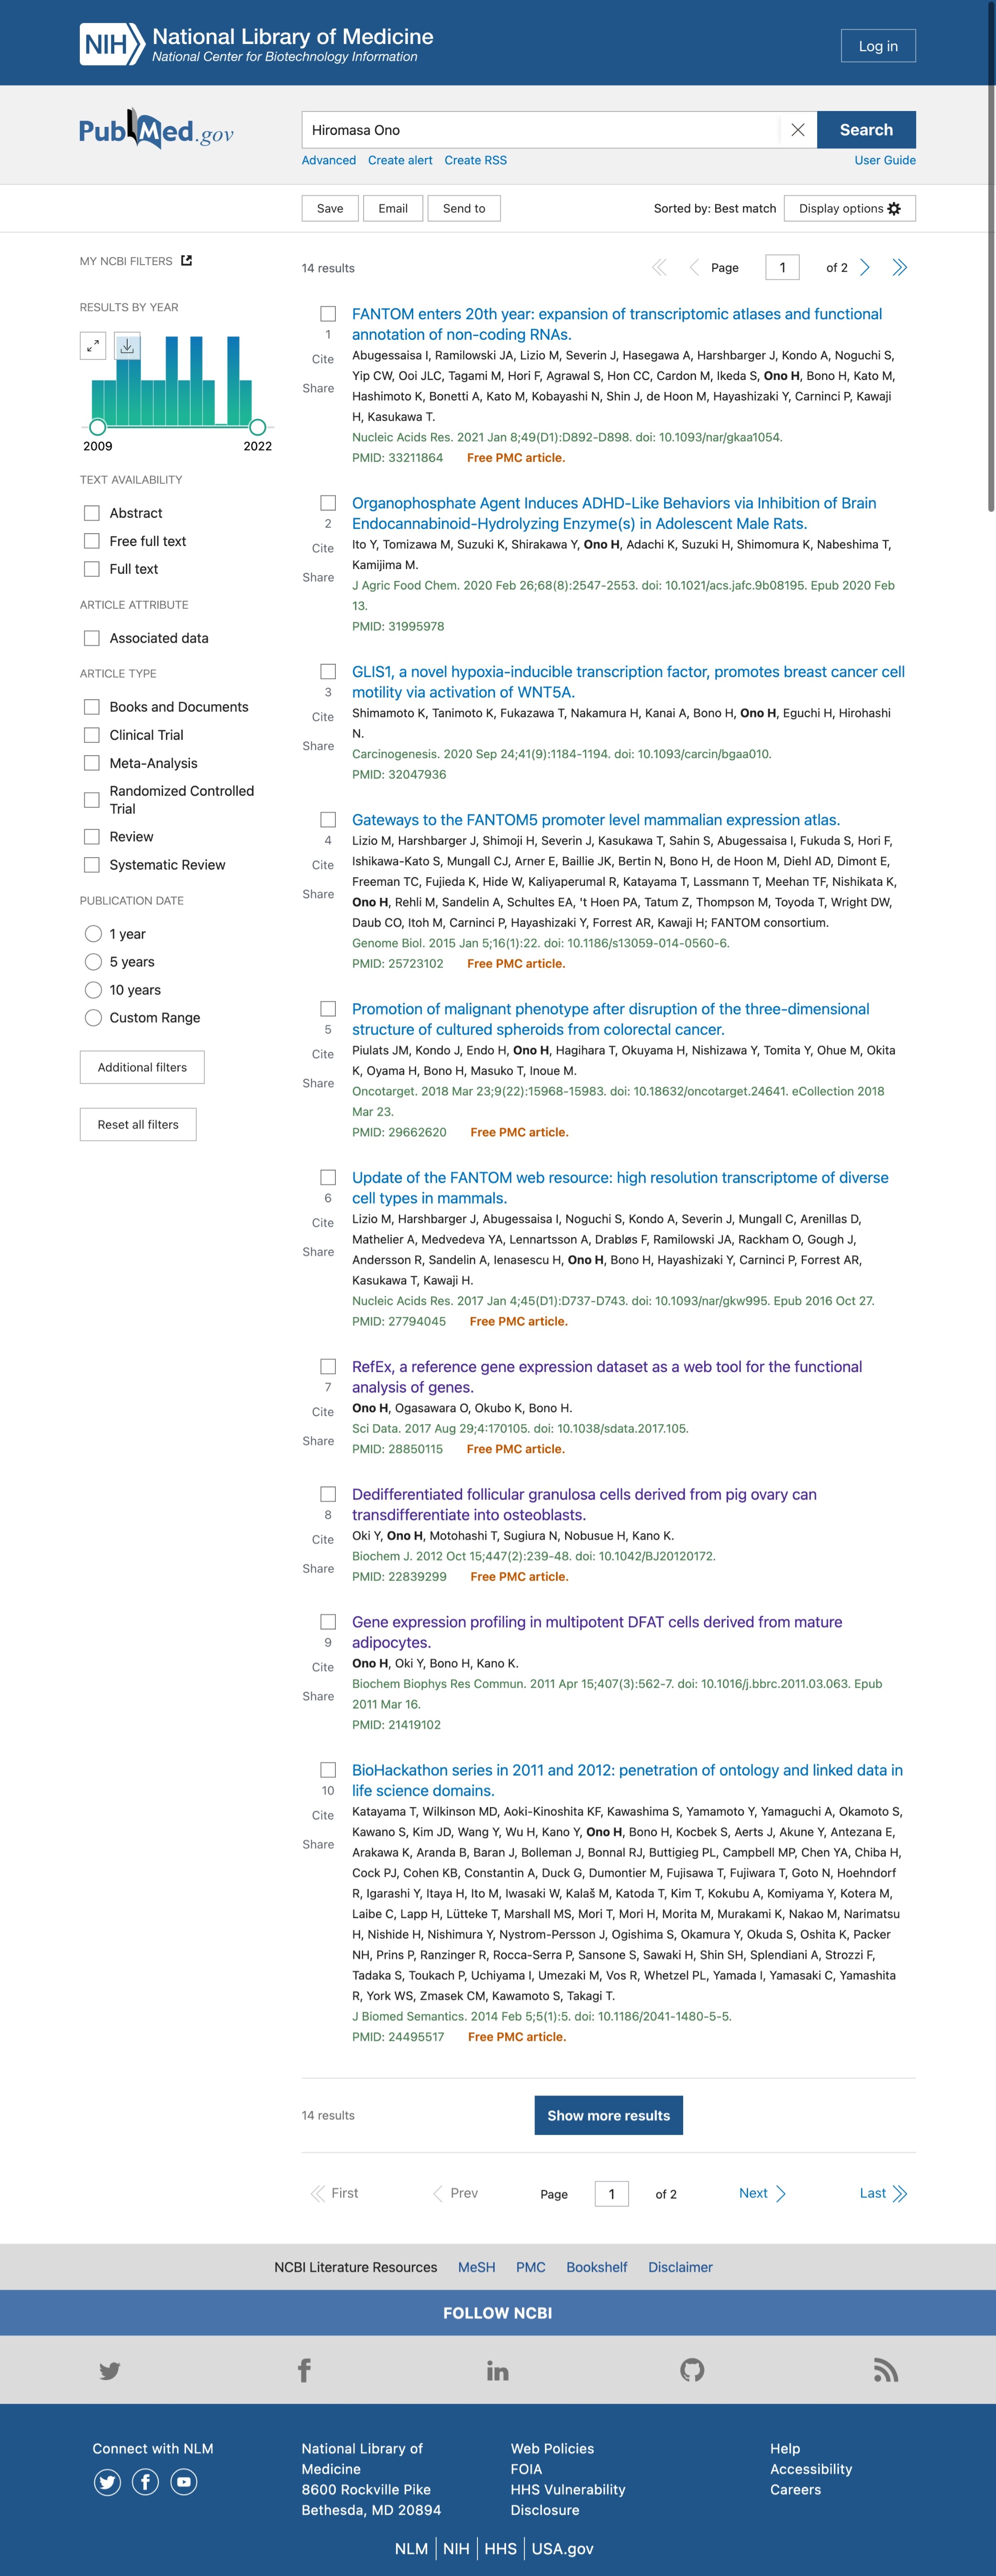 NIH National Library of Medicine
National Center for Biotechnology Information
Log in
PubMed.gov
Hiromasa Ono
Search
Advanced Create alert Create RSS
User Guide
Save Email Send to
Sorted by: Best match Display options
MY NCBI FILTERS
14 results
Page 1 of 2
RESULTS BY YEAR
2009 2022
TEXT AVAILABILITY
Abstract
Free full text
Full text
ARTICLE ATTRIBUTE
Associated data
ARTICLE TYPE
Books and Documents
Clinical Trial
Meta-Analysis
Randomized Controlled
Trial
Review
Systematic Review
PUBLICATION DATE
1 year
5 years
10 years
Custom Range
Additional filters
Reset all filters
1
Cite
Share
FANTOM enters 20th year: expansion of transcriptomic atlases and functional
annotation of non-coding RNAs.
Abugessaisa I, Ramilowski JA, Lizio M, Severin J, Hasegawa A, Harshbarger J, Kondo A, Noguchi S,
Yip CW, Ooi JLC, Tagami M, Hori F, Agrawal S, Hon CC, Cardon M, Ikeda S, Ono H, Bono H, Kato M,
Hashimoto K, Bonetti A, Kato M, Kobayashi N, Shin J, de Hoon M, Hayashizaki Y, Carninci P, Kawaji
H, Kasukawa T.
Nucleic Acids Res. 2021 Jan 8;49(D1):D892-D898. doi: 10.1093/nar/gkaa1054.
PMID: 33211864 Free PMC article.
2
Cite
Share
Organophosphate Agent Induces ADHD-Like Behaviors via Inhibition of Brain
Endocannabinoid-Hydrolyzing Enzyme(s) in Adolescent Male Rats.
Ito Y, Tomizawa M, Suzuki K, Shirakawa Y, Ono H, Adachi K, Suzuki H, Shimomura K, Nabeshima T,
Kamijima M.
J Agric Food Chem. 2020 Feb 26;68(8):2547-2553. doi: 10.1021/acs.jafc.9b08195. Epub 2020 Feb
13.
PMID: 31995978
3
Cite
Share
GLIS1, a novel hypoxia-inducible transcription factor, promotes breast cancer cell
motility via activation of WNT5A.
Shimamoto K, Tanimoto K, Fukazawa T, Nakamura H, Kanai A, Bono H, Ono H, Eguchi H, Hirohashi
N.
Carcinogenesis. 2020 Sep 24;41(9):1184-1194. doi: 10.1093/carcin/bgaa010.
PMID: 32047936
4
Cite
Share
Gateways to the FANTOM5 promoter level mammalian expression atlas.
Lizio M, Harshbarger J, Shimoji H, Severin J, Kasukawa T, Sahin S, Abugessaisa I, Fukuda S, Hori F,
Ishikawa-Kato S, Mungall CJ, Arner E, Baillie JK, Bertin N, Bono H, de Hoon M, Diehl AD, Dimont E,
Freeman TC, Fujieda K, Hide W, Kaliyaperumal R, Katayama T, Lassmann T, Meehan TF, Nishikata K,
Ono H, Rehli M, Sandelin A, Schultes EA, 't Hoen PA, Tatum Z, Thompson M, Toyoda T, Wright DW,
Daub CO, Itoh M, Carninci P, Hayashizaki Y, Forrest AR, Kawaji H; FANTOM consortium.
Genome Biol. 2015 Jan 5;16(1):22. doi: 10.1186/s13059-014-0560-6.
PMID: 25723102 Free PMC article.
5
Cite
Share
Promotion of malignant phenotype after disruption of the three-dimensional
structure of cultured spheroids from colorectal cancer.
Piulats JM, Kondo J, Endo H, Ono H, Hagihara T, Okuyama H, Nishizawa Y, Tomita Y, Ohue M, Okita
K, Oyama H, Bono H, Masuko T, Inoue M.
Oncotarget. 2018 Mar 23;9(22):15968-15983. doi: 10.18632/oncotarget.24641. eCollection 2018
Mar 23.
PMID: 29662620 Free PMC article.
6
Cite
Share
Update of the FANTOM web resource: high resolution transcriptome of diverse
cell types in mammals.
Lizio M, Harshbarger J, Abugessaisa I, Noguchi S, Kondo A, Severin J, Mungall C, Arenillas D,
Mathelier A, Medvedeva YA, Lennartsson A, Drabløs F, Ramilowski JA, Rackham O, Gough J,
Andersson R, Sandelin A, Ienasescu H, Ono H, Bono H, Hayashizaki Y, Carninci P, Forrest AR,
Kasukawa T, Kawaji H.
Nucleic Acids Res. 2017 Jan 4;45(D1):D737-D743. doi: 10.1093/nar/gkw995. Epub 2016 Oct 27.
PMID: 27794045 Free PMC article.
7
Cite
Share
RefEx, a reference gene expression dataset as a web tool for the functional
analysis of genes.
Ono H, Ogasawara O, Okubo K, Bono H.
Sci Data. 2017 Aug 29;4:170105. doi: 10.1038/sdata.2017.105.
PMID: 28850115 Free PMC article.
8
Cite
Share
Dedifferentiated follicular granulosa cells derived from pig ovary can
transdifferentiate into osteoblasts.
Oki Y, Ono H, Motohashi T, Sugiura N, Nobusue H, Kano K.
Biochem J. 2012 Oct 15;447(2):239-48. doi: 10.1042/BJ20120172.
PMID: 22839299 Free PMC article.
9
Cite
Share
Gene expression profiling in multipotent DFAT cells derived from mature
adipocytes.
Ono H, Oki Y, Bono H, Kano K.
Biochem Biophys Res Commun. 2011 Apr 15;407(3):562-7. doi: 10.1016/j.bbrc.2011.03.063. Epub
2011 Mar 16.
PMID: 21419102
10
Cite
Share
BioHackathon series in 2011 and 2012: penetration of ontology and linked data in
life science domains.
Katayama T, Wilkinson MD, Aoki-Kinoshita KF, Kawashima S, Yamamoto Y, Yamaguchi A, Okamoto S,
Kawano S, Kim JD, Wang Y, Wu H, Kano Y, Ono H, Bono H, Kocbek S, Aerts J, Akune Y, Antezana E,
Arakawa K, Aranda B, Baran J, Bolleman J, Bonnal RJ, Buttigieg PL, Campbell MP, Chen YA, Chiba H,
Cock PJ, Cohen KB, Constantin A, Duck G, Dumontier M, Fujisawa T, Fujiwara T, Goto N, Hoehndorf
R, Igarashi Y, Itaya H, Ito M, Iwasaki W, Kalaš M, Katoda T, Kim T, Kokubu A, Komiyama Y, Kotera M,
Laibe C, Lapp H, Lütteke T, Marshall MS, Mori T, Mori H, Morita M, Murakami K, Nakao M, Narimatsu
H, Nishide H, Nishimura Y, Nystrom-Persson J, Ogishima S, Okamura Y, Okuda S, Oshita K, Packer
NH, Prins P, Ranzinger R, Rocca-Serra P, Sansone S, Sawaki H, Shin SH, Splendiani A, Strozzi F,
Tadaka S, Toukach P, Uchiyama I, Umezaki M, Vos R, Whetzel PL, Yamada I, Yamasaki C, Yamashita
R, York WS, Zmasek CM, Kawamoto S, Takagi T.
J Biomed Semantics. 2014 Feb 5;5(1):5. doi: 10.1186/2041-1480-5-5.
PMID: 24495517 Free PMC article.
14 results
Show more results
First Prev Page 1 of 2 Next Last
NCBI Literature Resources MeSH PMC Bookshelf Disclaimer
FOLLOW NCBI
Connect with NLM
National Library of
Medicine
8600 Rockville Pike
Bethesda, MD 20894
Web Policies
FOIA
HHS Vulnerability
Disclosure
Help
Accessibility
Careers
NLM NIH HHS USA.gov